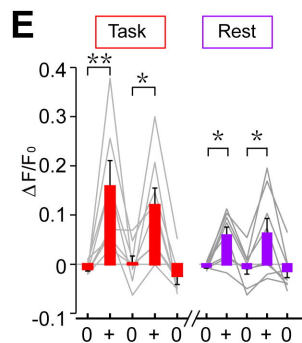 E
Task
Rest
** * * *
0.4
0.3
0.2
0.1
0
-0.1
ΔF/F0
0 + 0 + 0 0 + 0 + 0